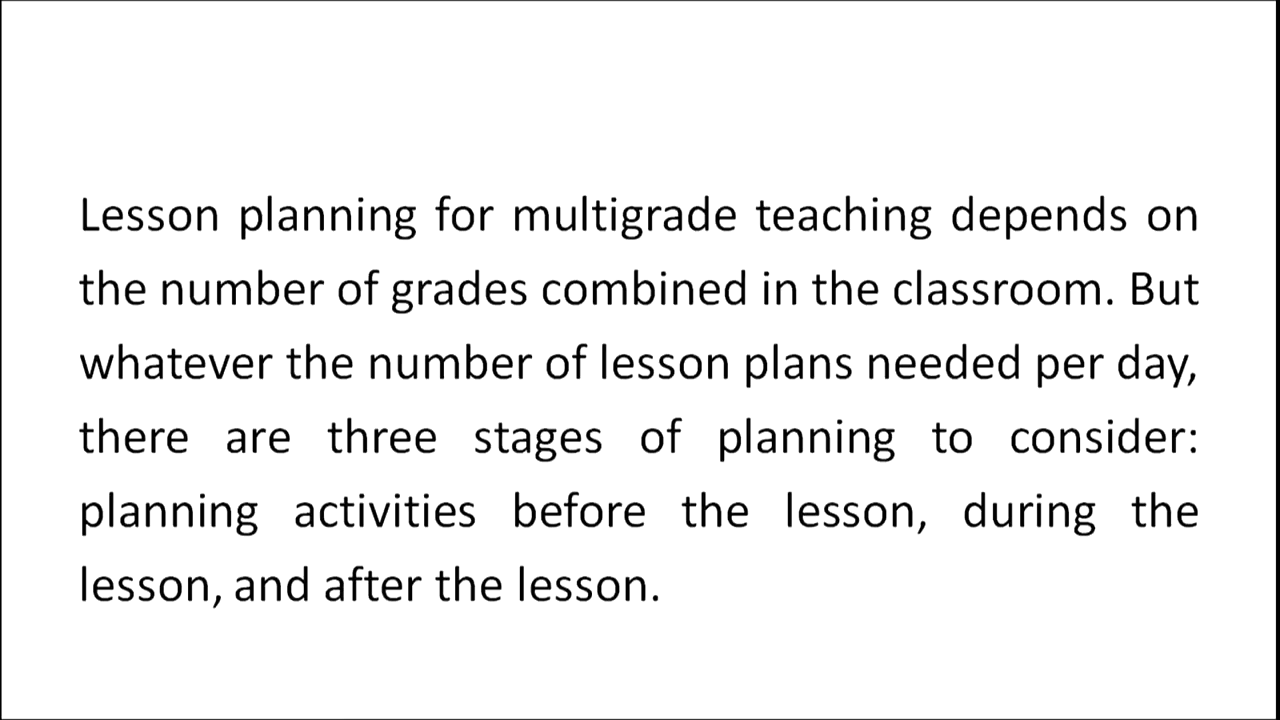 Lesson planning for multigrade teaching depends on
the number of grades combined in the classroom. But
whatever the number of lesson plans needed per day,
there are three stages of planning to consider:
planning activities before the lesson, during the
lesson, and after the lesson.